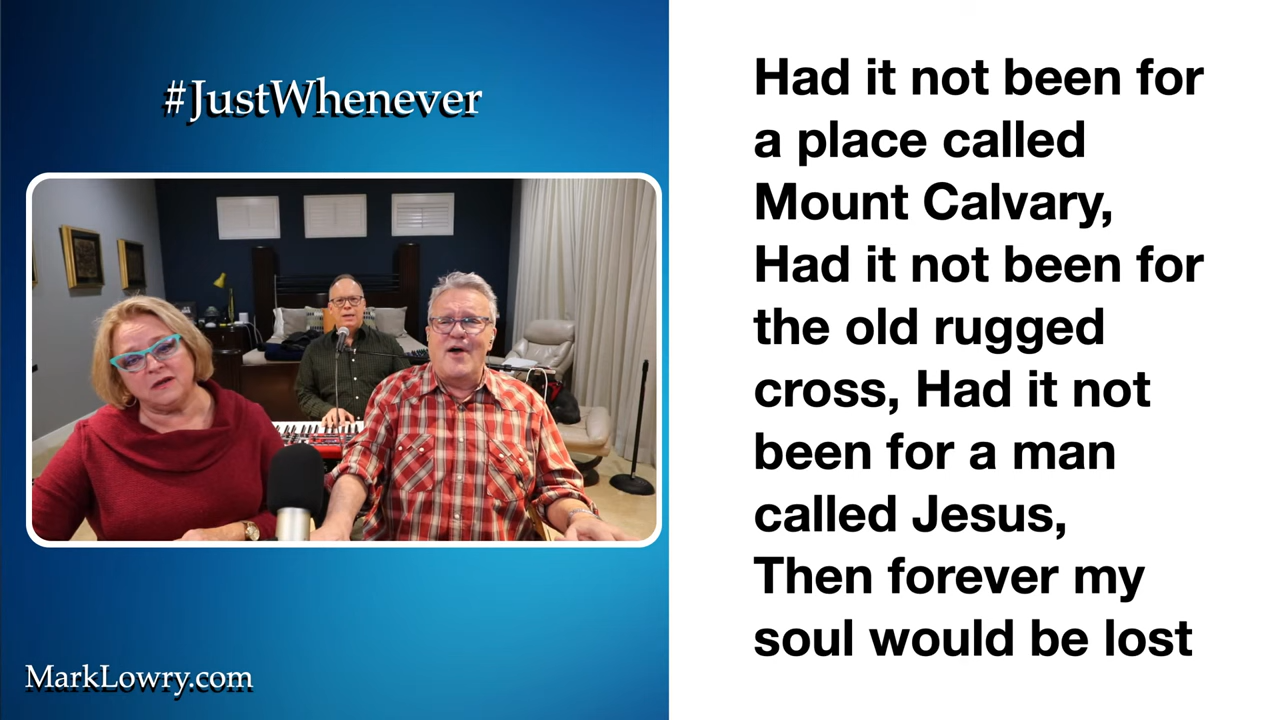 #JustWhenever
MarkLowry.com
Had it not been for
a place called
Mount Calvary,
Had it not been for
the old rugged
cross, Had it not
been for a man
called Jesus,
Then forever my
soul would be lost